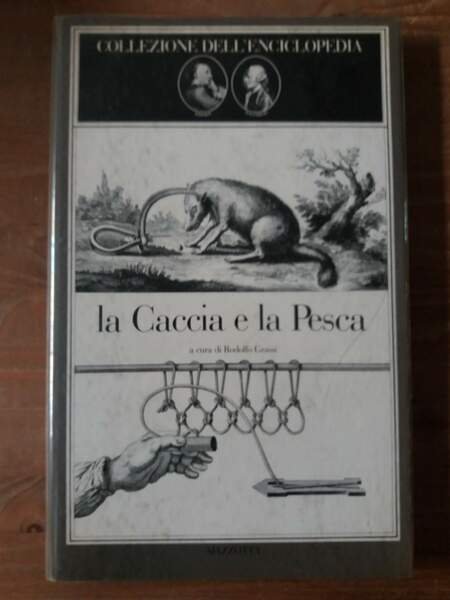 COLLEZIONE DELL'ENCICLOPEDIA
la Caccia e la Pesca
a cura di Rodolfo Grassi
MAZZOTTA